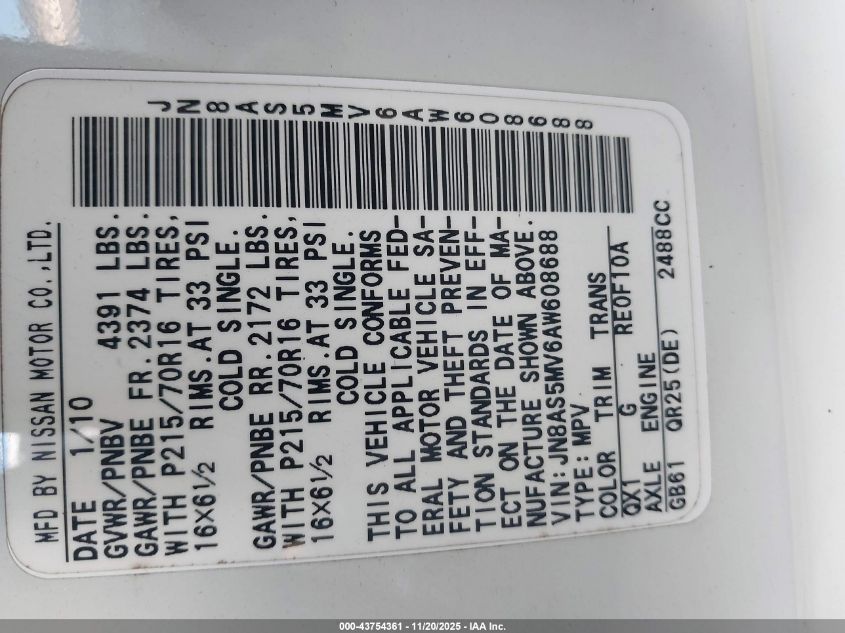 JN8AS5MV6AW608688
MFD BY NISSAN MOTOR CO.,LTD.
DATE 1/10
GVWR/PNBV 4391 LBS.
GAWR/PNBE FR.2374 LBS.
WITH P215/70R16 TIRES,
16X6½ RIMS.AT 33 PSI
COLD SINGLE.
GAWR/PNBE RR.2172 LBS.
WITH P215/70R16 TIRES,
16X6½ RIMS.AT 33 PSI
COLD SINGLE.
THIS VEHICLE CONFORMS
TO ALL APPLICABLE FED-
ERAL MOTOR VEHICLE SA-
FETY AND THEFT PREVEN-
TION STANDARDS IN EFF-
ECT ON THE DATE OF MA-
NUFACTURE SHOWN ABOVE.
VIN:JN8AS5MV6AW608688
TYPE:MPV
COLOR TRIM TRANS
QX1 G RE0F10A
AXLE ENGINE
GB61 QR25(DE) 2488CC
000-43754361 - 11/20/2025 - IAA Inc.